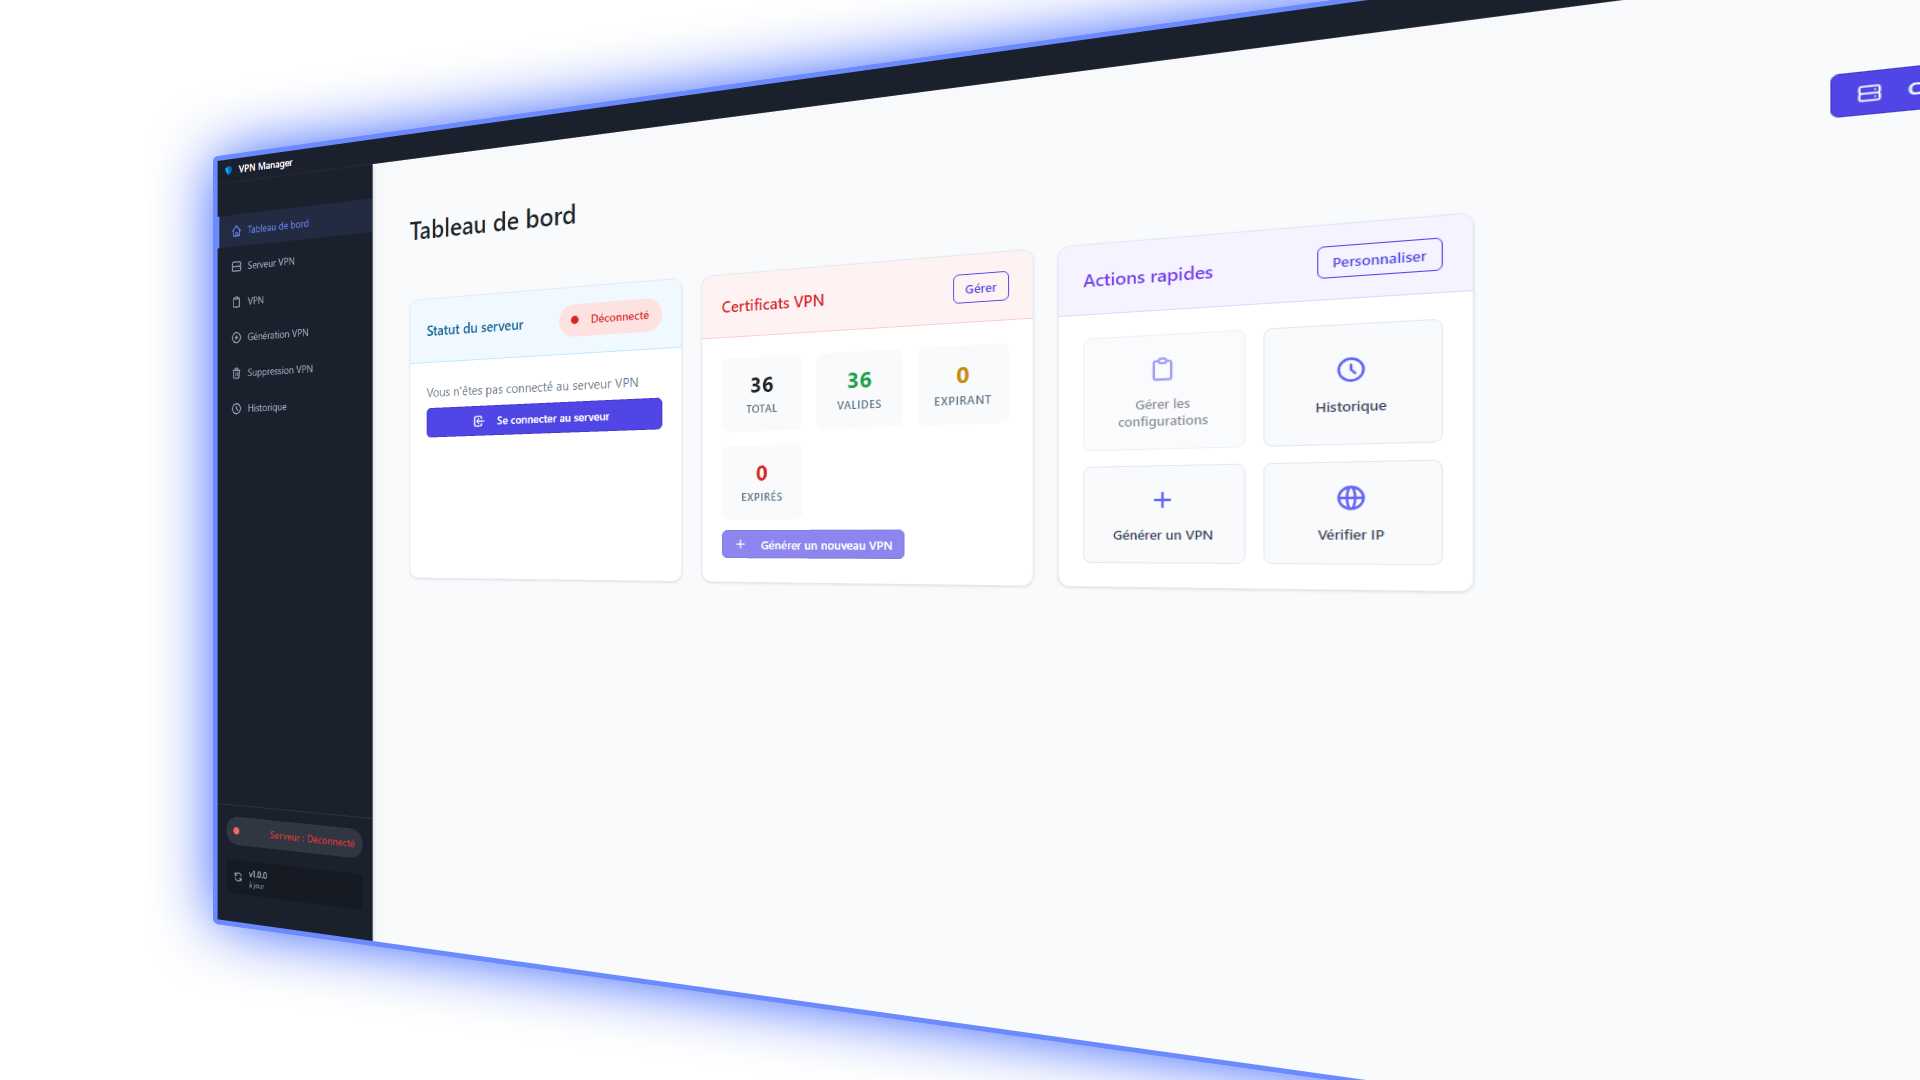 VPN Manager
Tableau de bord
Serveur VPN
VPN
Génération VPN
Suppression VPN
Historique
Serveur : Déconnecté
v1.0.0
à jour
Tableau de bord
Statut du serveur
Déconnecté
Vous n'êtes pas connecté au serveur VPN
Se connecter au serveur
Certificats VPN
Gérer
36
TOTAL
36
VALIDES
0
EXPIRANT
0
EXPIRÉS
Générer un nouveau VPN
Actions rapides
Personnaliser
Gérer les
configurations
Historique
Générer un VPN
Vérifier IP